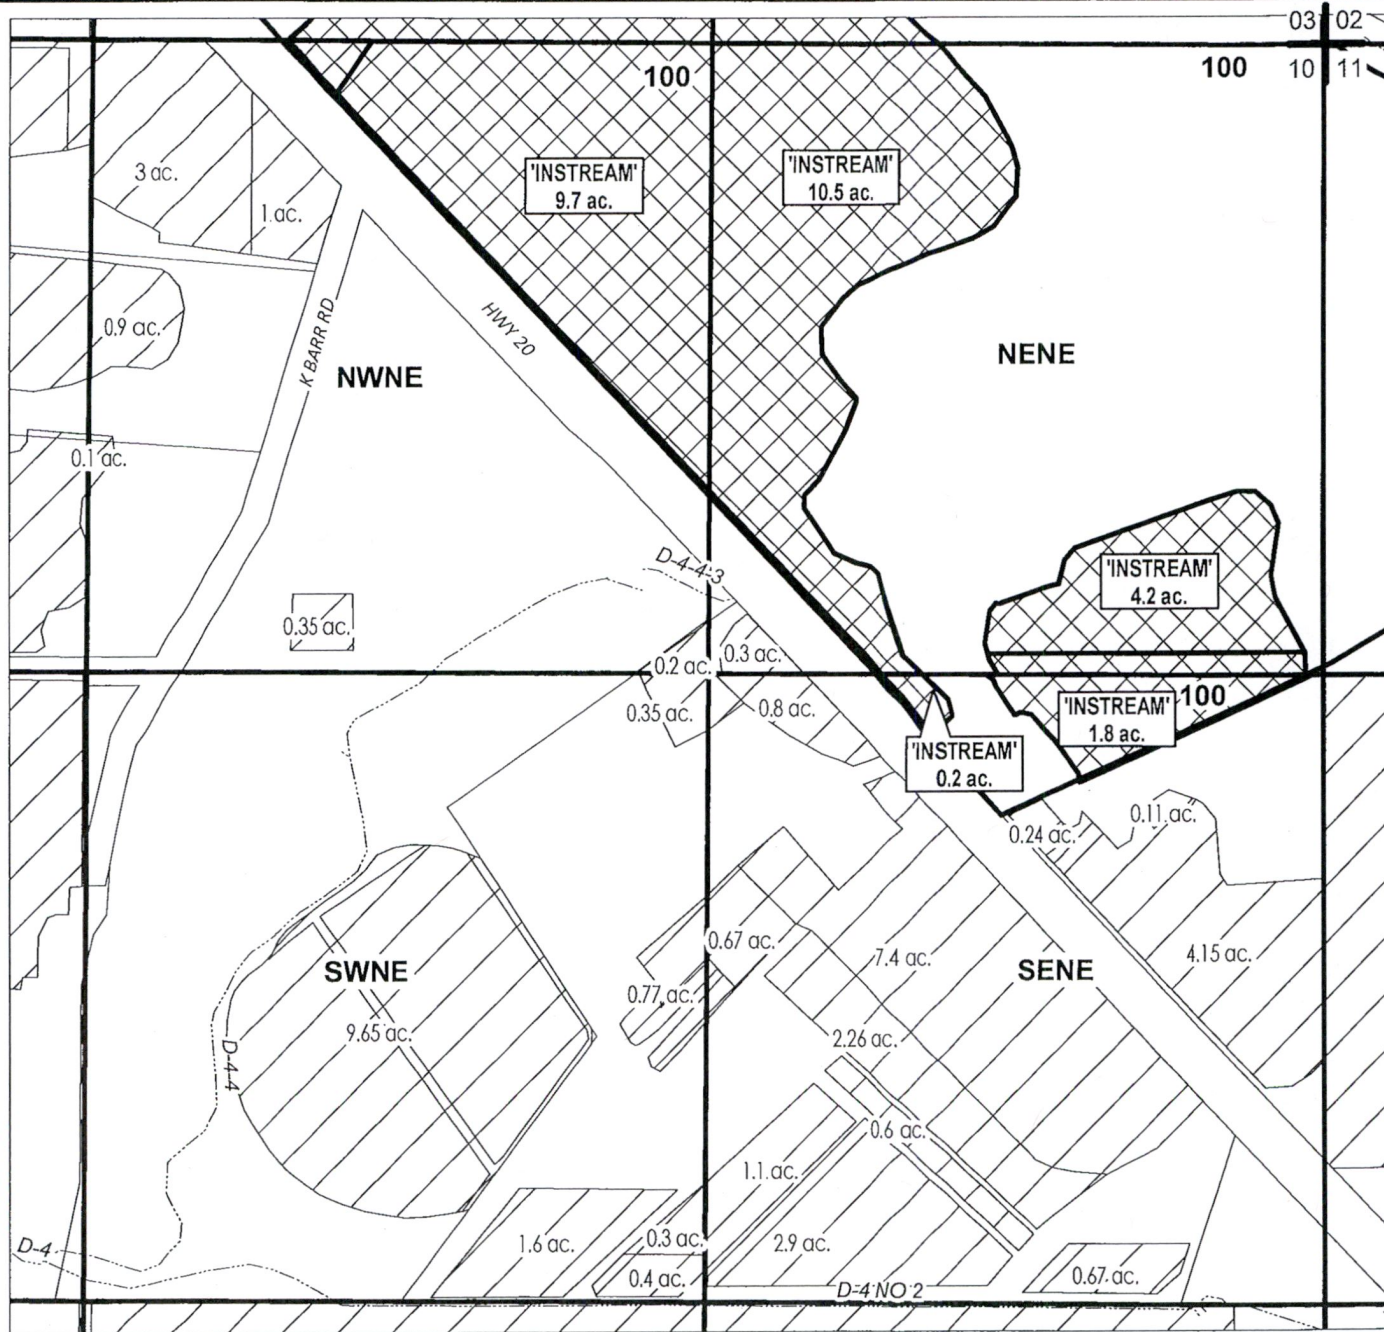 03 02
100
100
10 11
'INSTREAM'
9.7 ac.
'INSTREAM'
10.5 ac.
3 ac.
1 ac.
0.9 ac.
K BARR RD
HWY 20
NWNE
NENE
0.1 ac.
D-4-4-3
'INSTREAM'
4.2 ac.
0.35 ac.
0.2 ac.
0.3 ac.
100
0.35 ac.
0.8 ac.
'INSTREAM'
1.8 ac.
'INSTREAM'
0.2 ac.
0.24 ac.
0.11 ac.
0.67 ac.
7.4 ac.
4.15 ac.
SWNE
SENE
0.77 ac.
9.65 ac.
2.26 ac.
D-4-4
0.6 ac.
1.1 ac.
D-4
1.6 ac.
0.3 ac.
2.9 ac.
0.4 ac.
0.67 ac.
D-4 NO 2